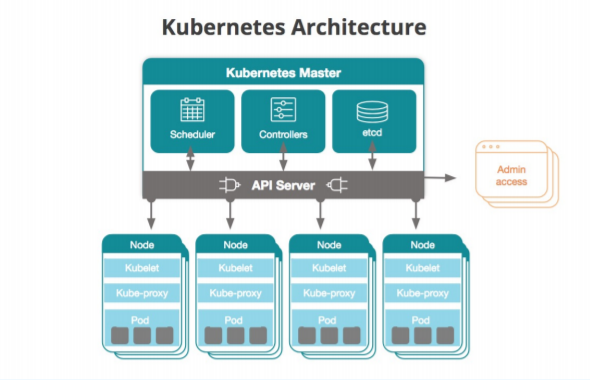 Kubernetes Architecture
Kubernetes Master
Scheduler
Controllers
etcd
API Server
Admin
access
Node
Kubelet
Kube-proxy
Pod
Node
Kubelet
Kube-proxy
Pod
Node
Kubelet
Kube-proxy
Pod
Node
Kubelet
Kube-proxy
Pod